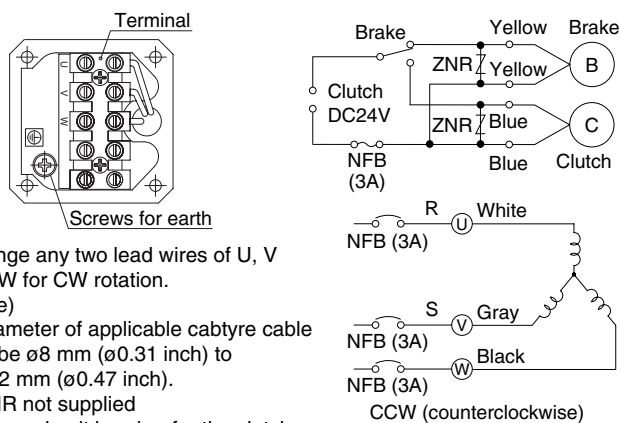 Terminal
U
V
W
Screws for earth
nge any two lead wires of U, V
W for CW rotation.
e)
ameter of applicable cabtyre cable
be ø8 mm (ø0.31 inch) to
2 mm (ø0.47 inch).
NR not supplied
Brake
Yellow
Brake
ZNR
Yellow
B
Clutch
DC24V
ZNR
Blue
C
NFB
(3A)
Blue
Clutch
R
U
White
NFB (3A)
S
V
Gray
NFB (3A)
W
Black
NFB (3A)
CCW (counterclockwise)